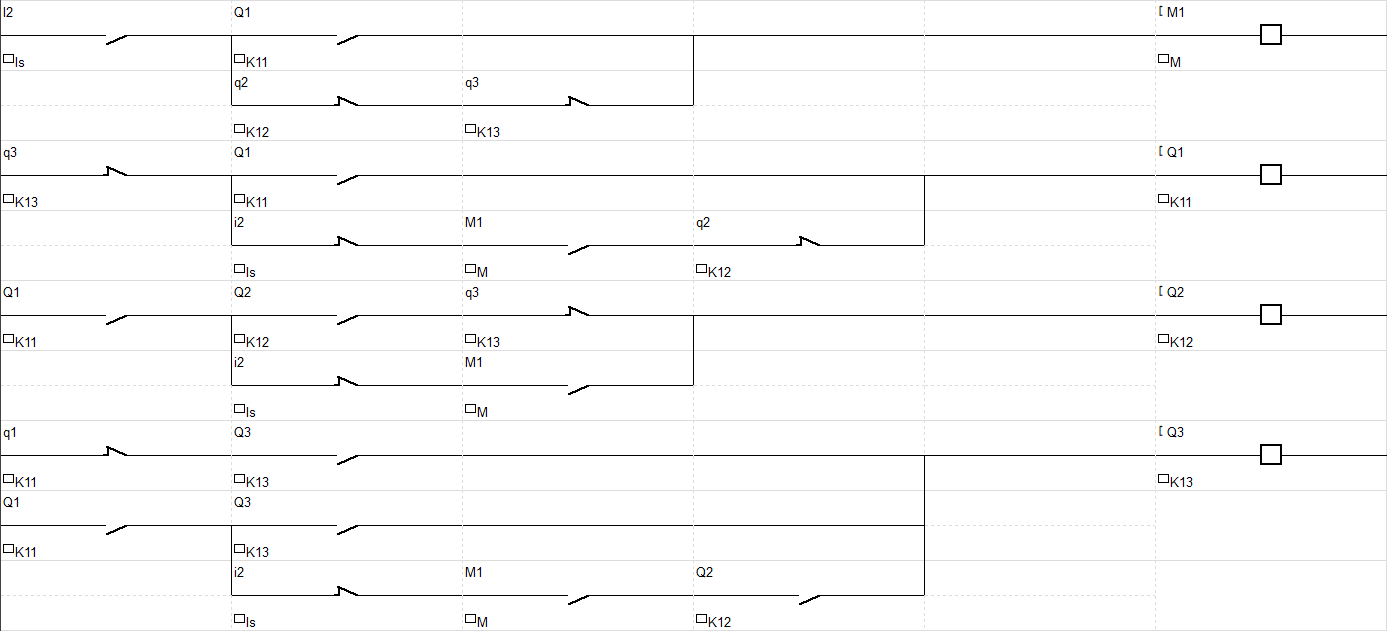 I2 Q1 [ M1
Is K11 M
q2 q3
K12 K13
q3 Q1 [ Q1
K13 K11 K11
i2 M1 q2
Is M K12
Q1 Q2 q3 [ Q2
K11 K12 K13 K12
i2 M1
Is M
q1 Q3 [ Q3
K11 K13 K13
Q1 Q3
K11 K13
i2 M1 Q2
Is M K12